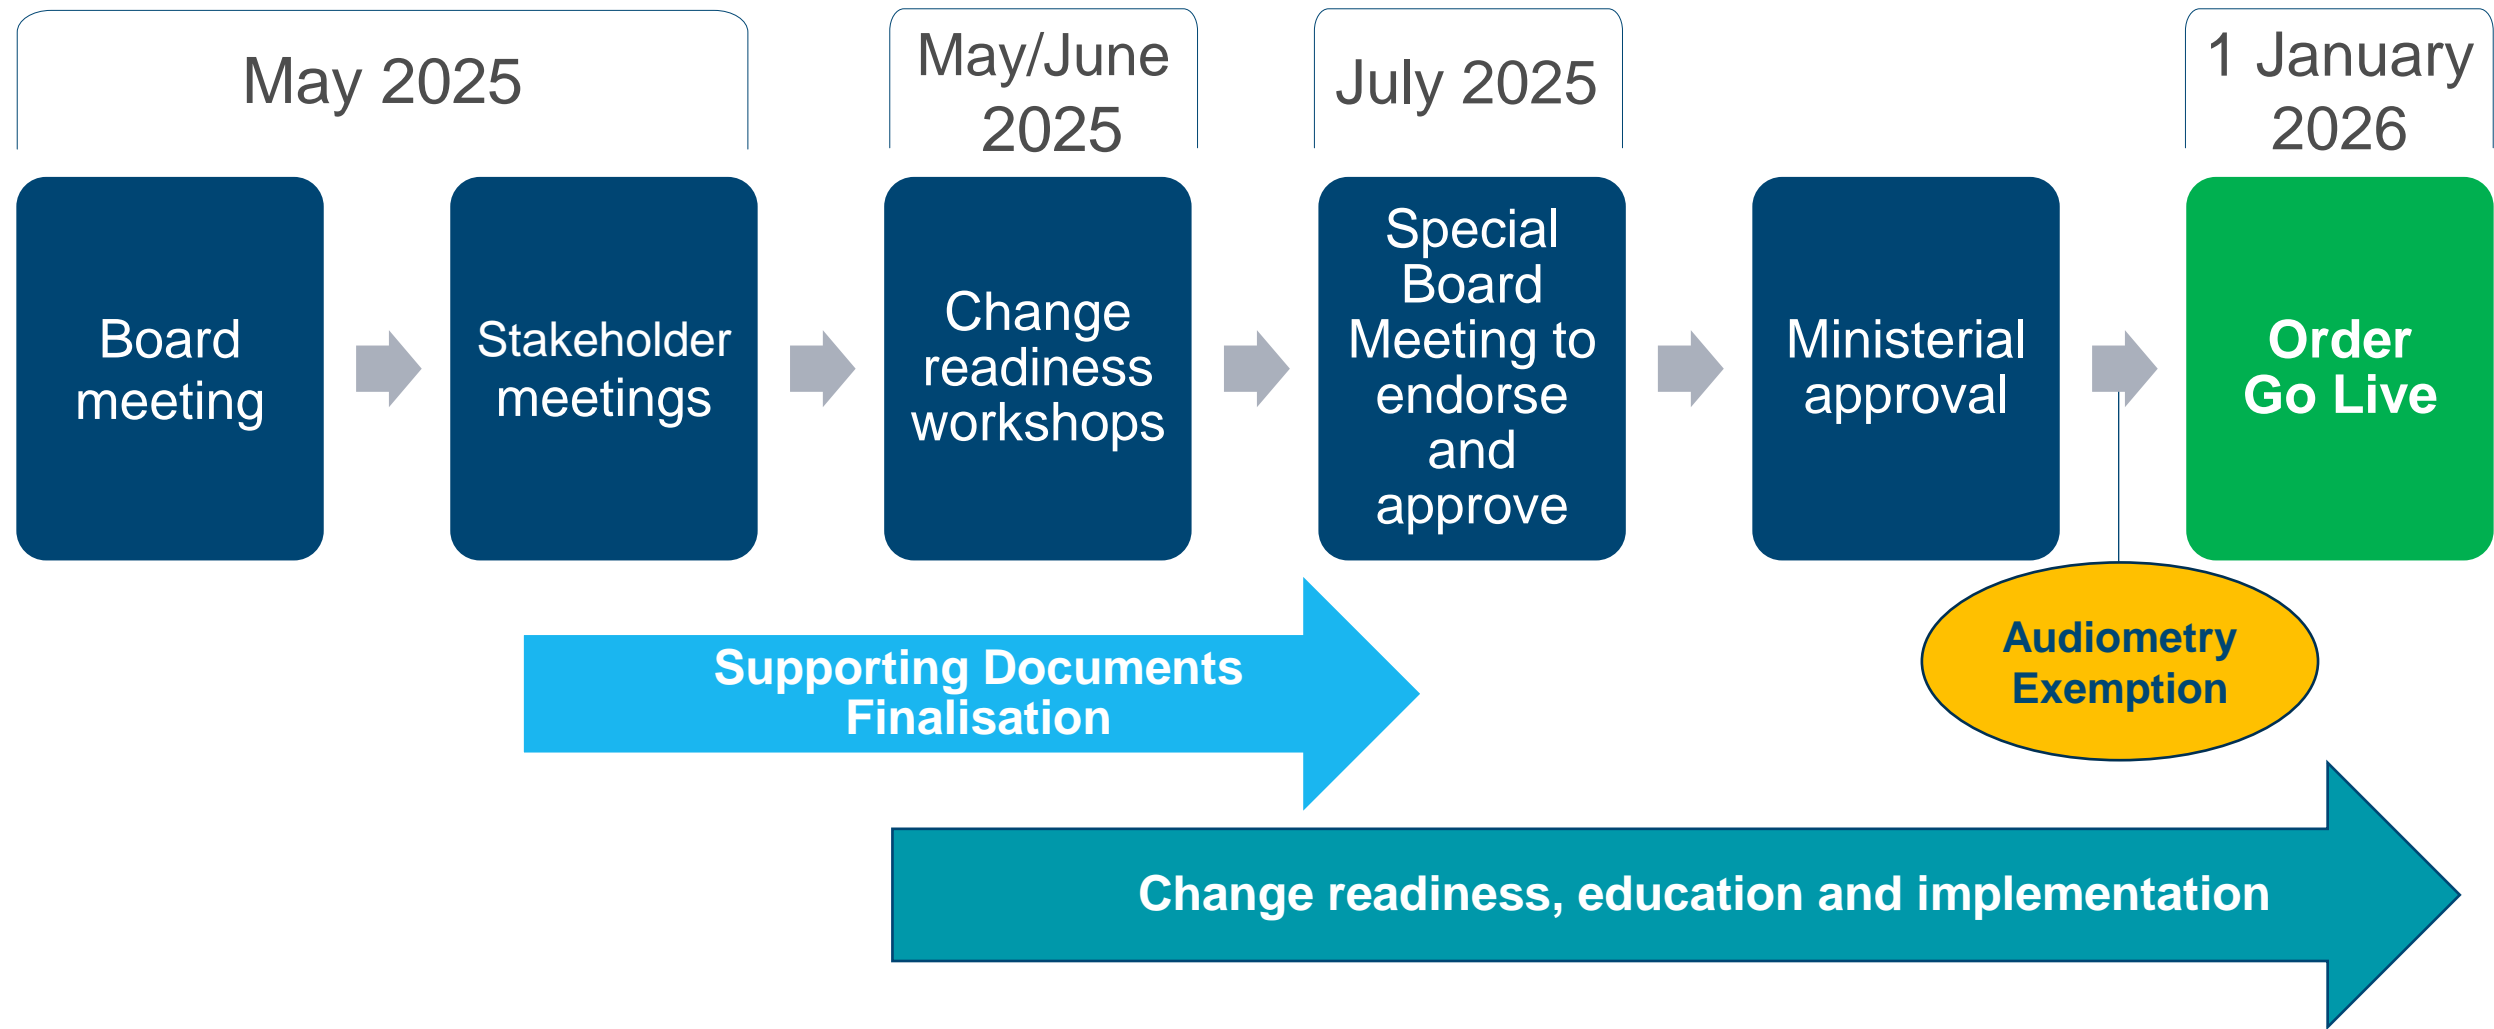 May 2025
May/June
2025
July 2025
1 January
2026
Board
meeting
Stakeholder
meetings
Change
readiness
workshops
Special
Board
Meeting to
endorse
and
approve
Ministerial
approval
Order
Go Live
Supporting Documents
Finalisation
Audiometry
Exemption
Change readiness, education and implementation